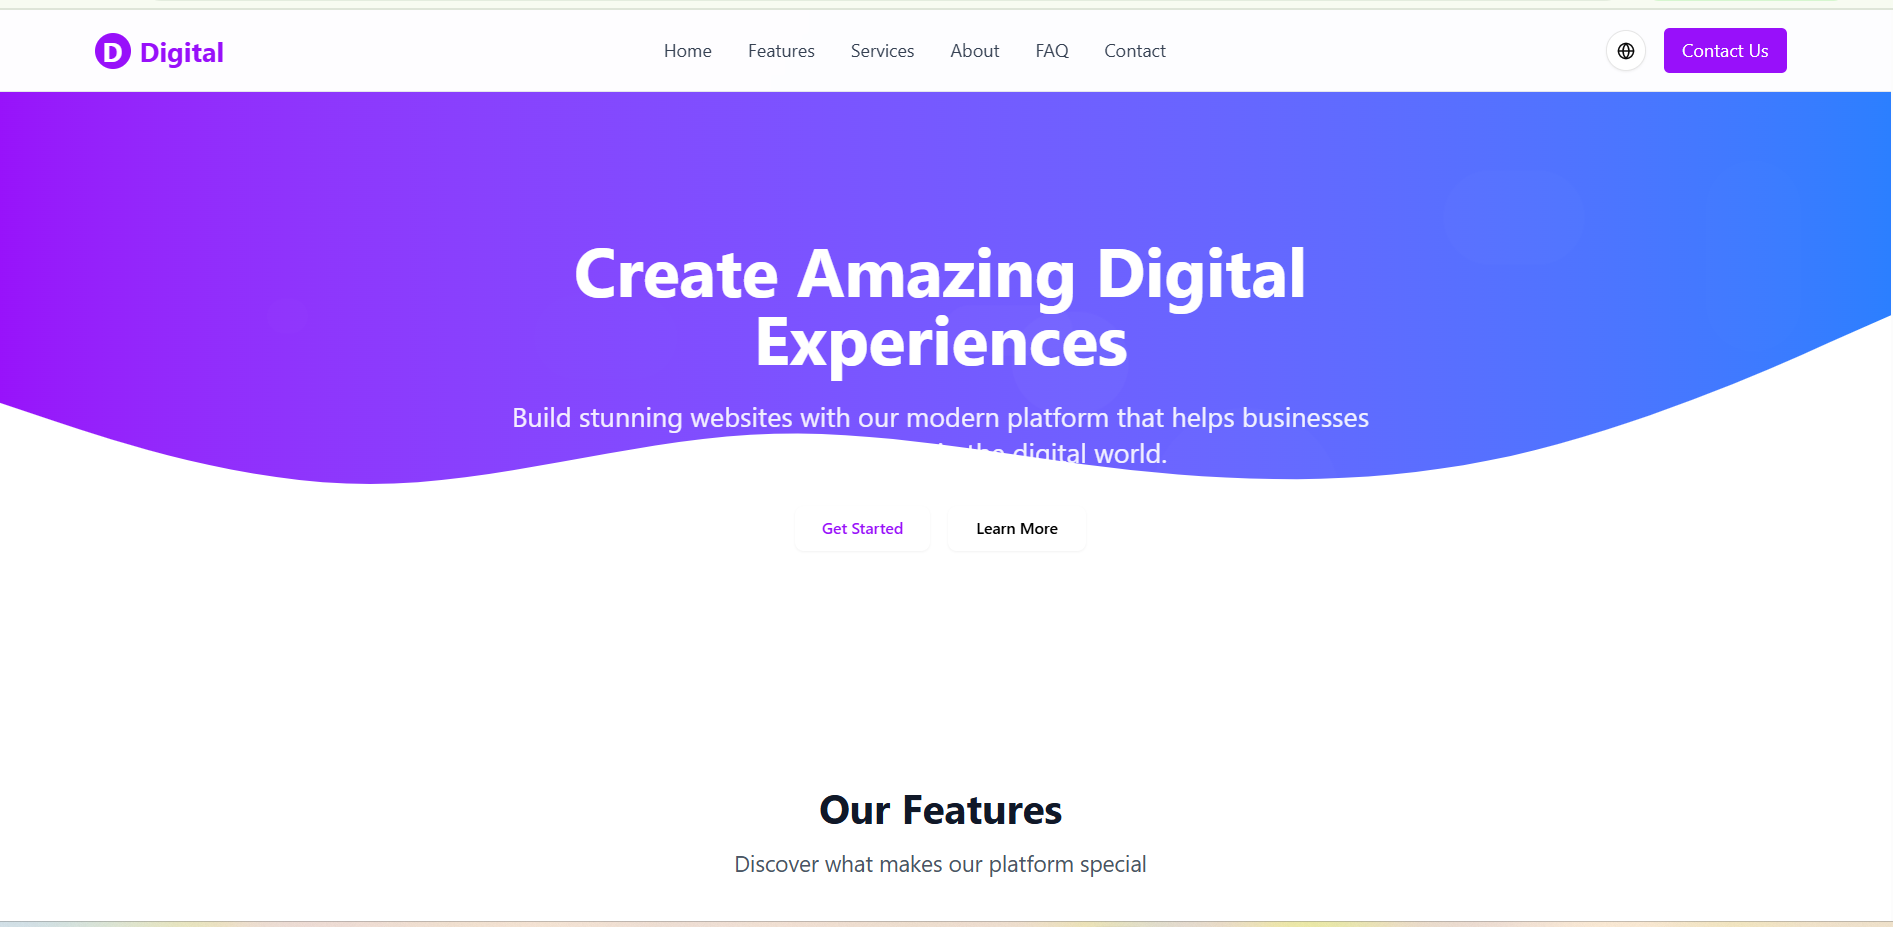 D Digital
Home Features Services About FAQ Contact
Contact Us
Create Amazing Digital
Experiences
Build stunning websites with our modern platform that helps businesses
the digital world.
Get Started Learn More
Our Features
Discover what makes our platform special